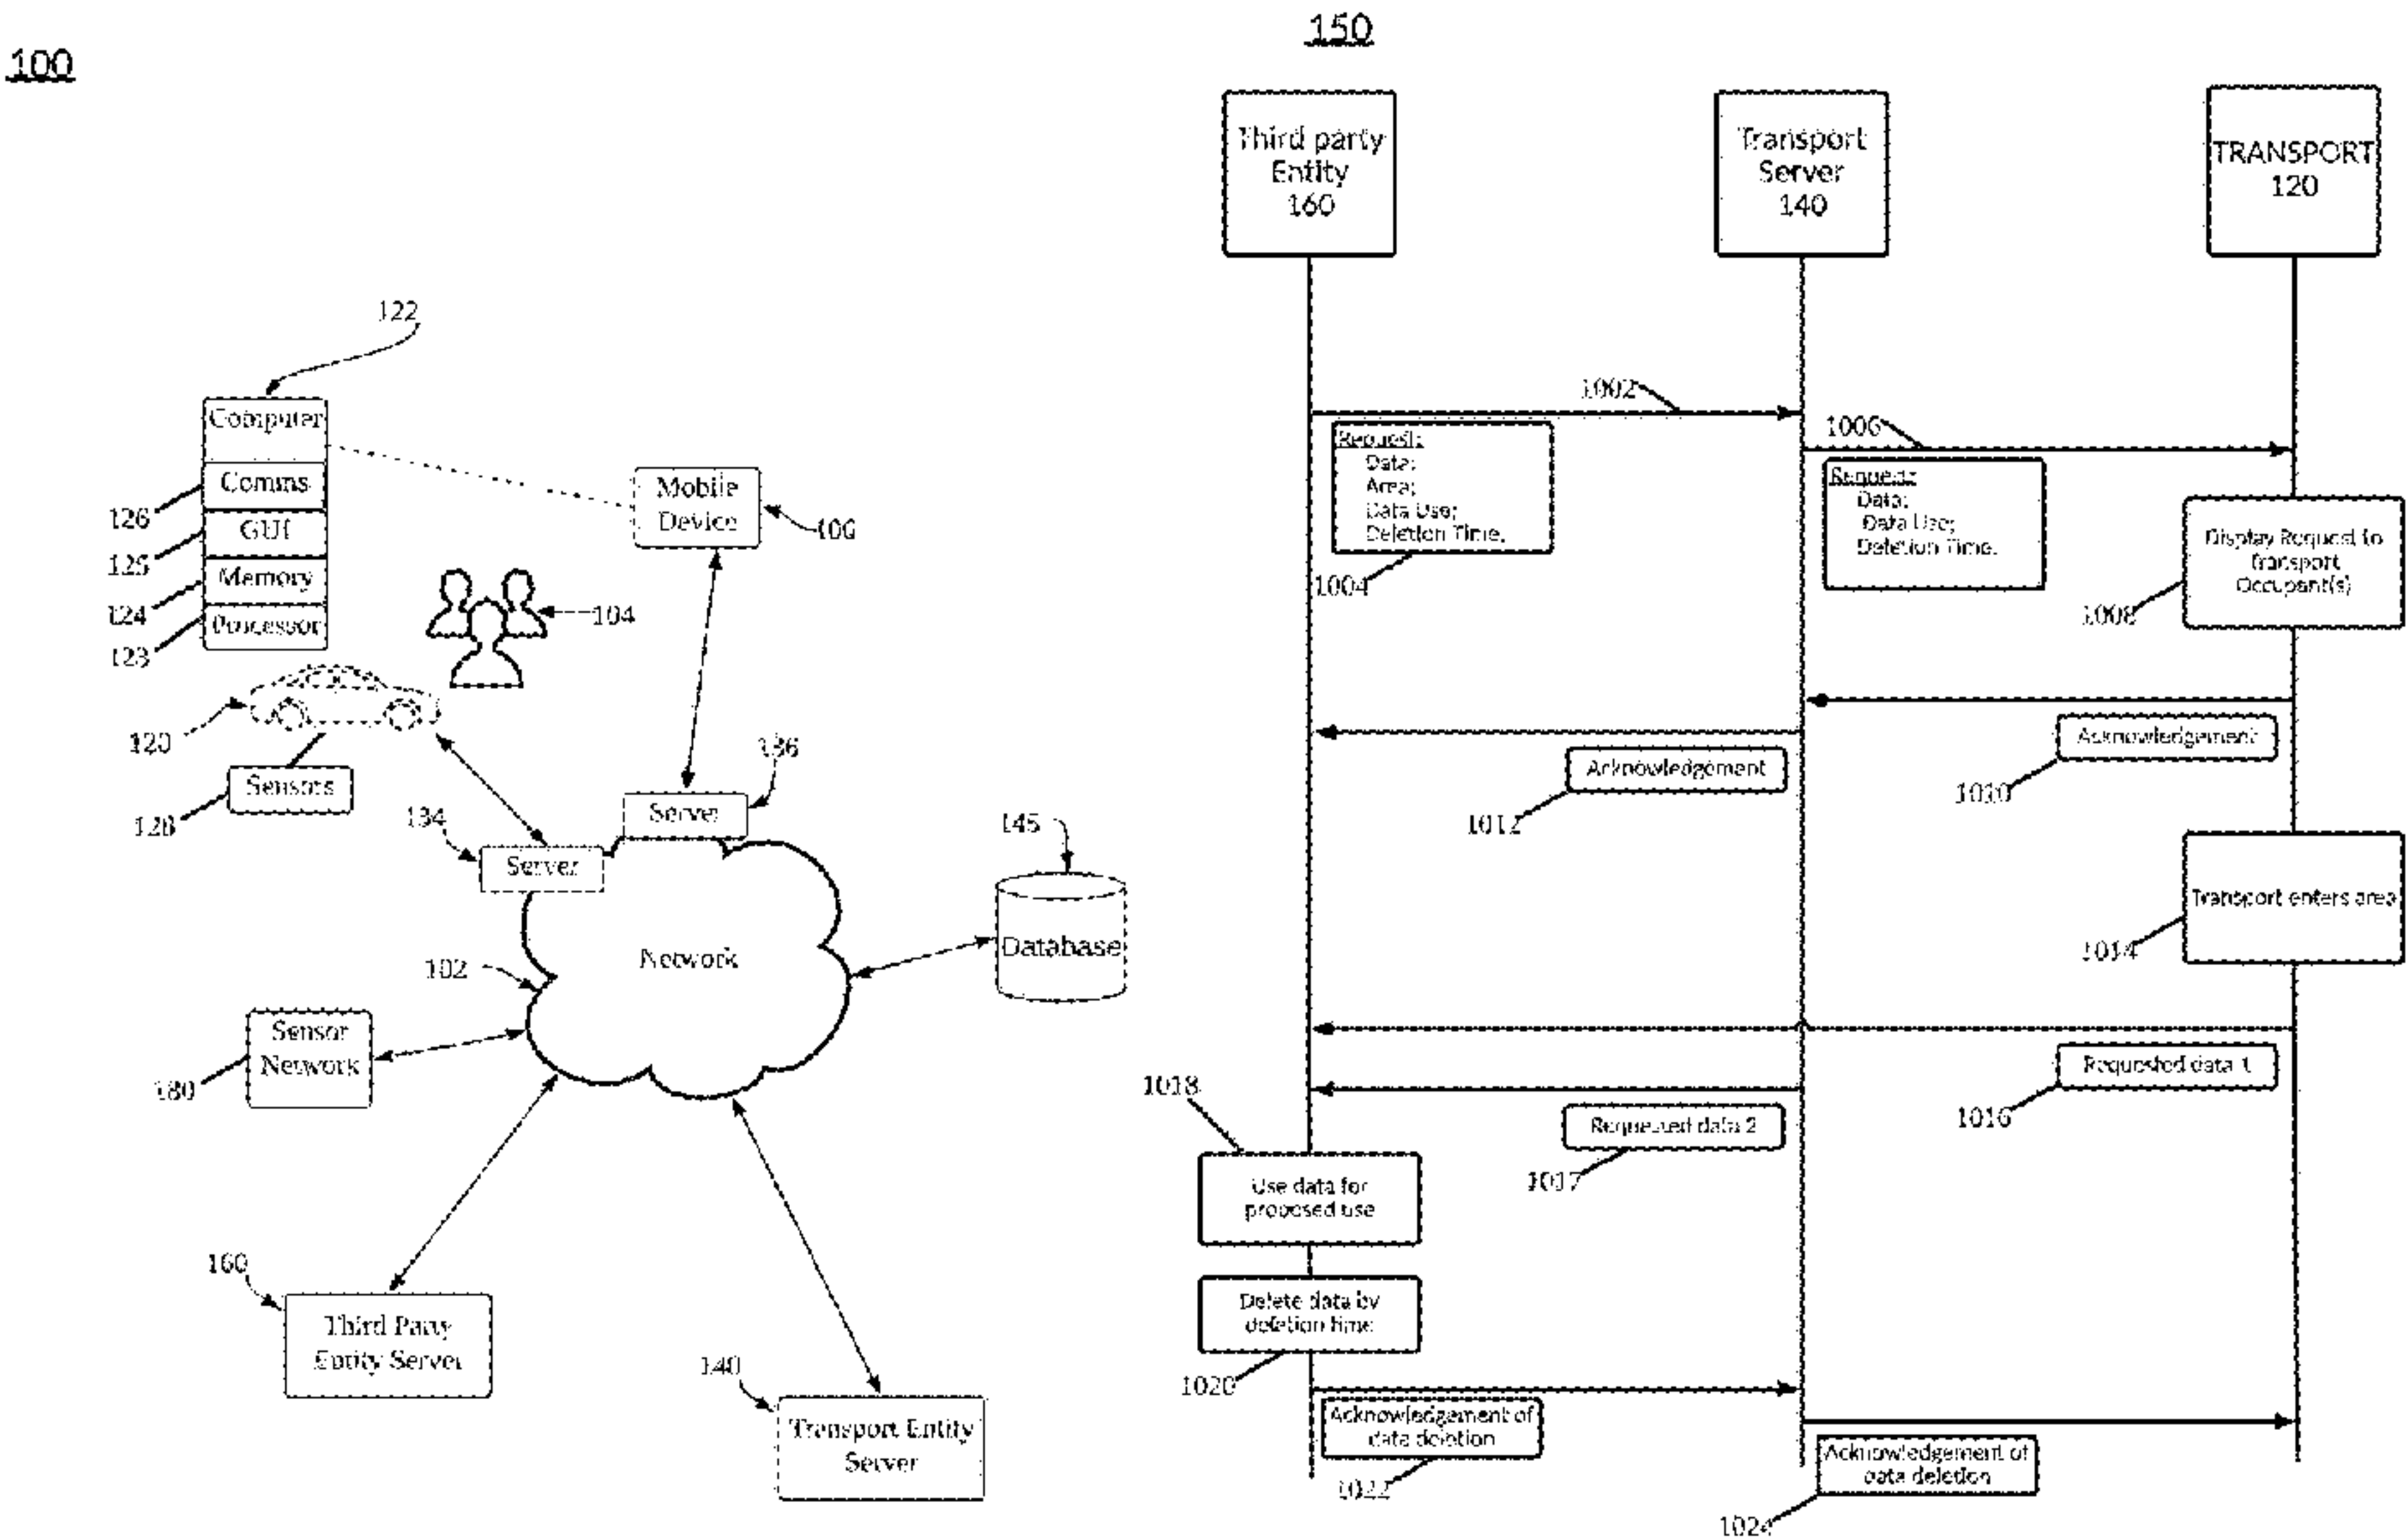 100
122
Computer
Comms
126
GUI
125
Memory
124
Processor
123
Mobile
Device
106
104
120
Sensors
128
136
Server
134
Server
145
Database
Network
102
Sensor
Network
180
160
Third Party
Entity Server
140
Transport Entity
Server
150
Third party
Entity
160
Transport
Server
140
TRANSPORT
120
1002
Request:
Data;
Area;
Data Use;
Deletion Time.
1004
1006
Request:
Data;
Data Use;
Deletion Time.
Display Request to
Transport
Occupant(s)
1008
Acknowledgement
1010
Acknowledgement
1012
Transport enters area
1014
Requested data 1
1016
Requested data 2
1017
1018
Use data for
proposed use
Delete data by
deletion time
1020
Acknowledgement of
data deletion
1022
Acknowledgement of
data deletion
1024